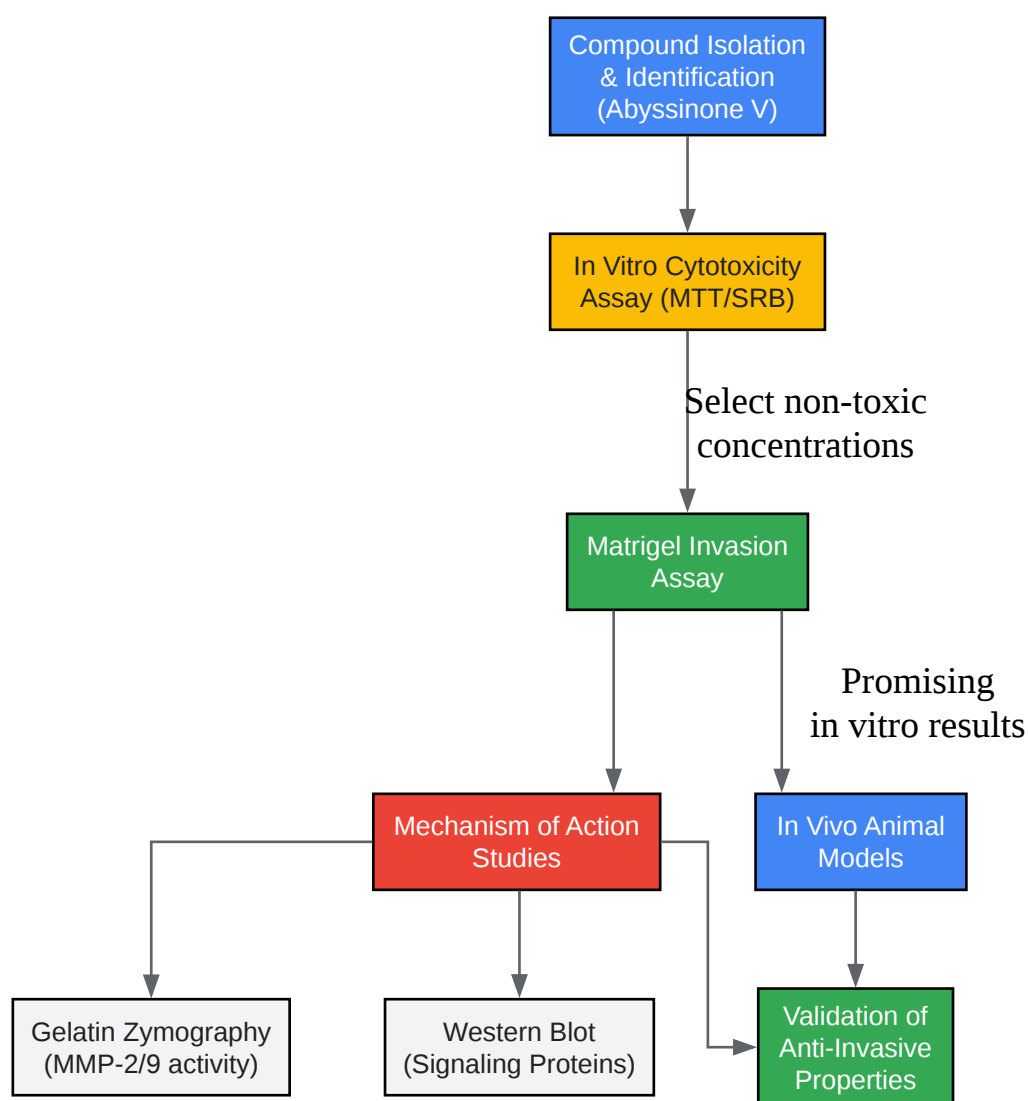 Compound Isolation
& Identification
(Abyssinone V)
In Vitro Cytotoxicity
Assay (MTT/SRB)
Select non-toxic
concentrations
Matrigel Invasion
Assay
Promising
in vitro results
Mechanism of Action
Studies
In Vivo Animal
Models
Gelatin Zymography
(MMP-2/9 activity)
Western Blot
(Signaling Proteins)
Validation of
Anti-Invasive
Properties